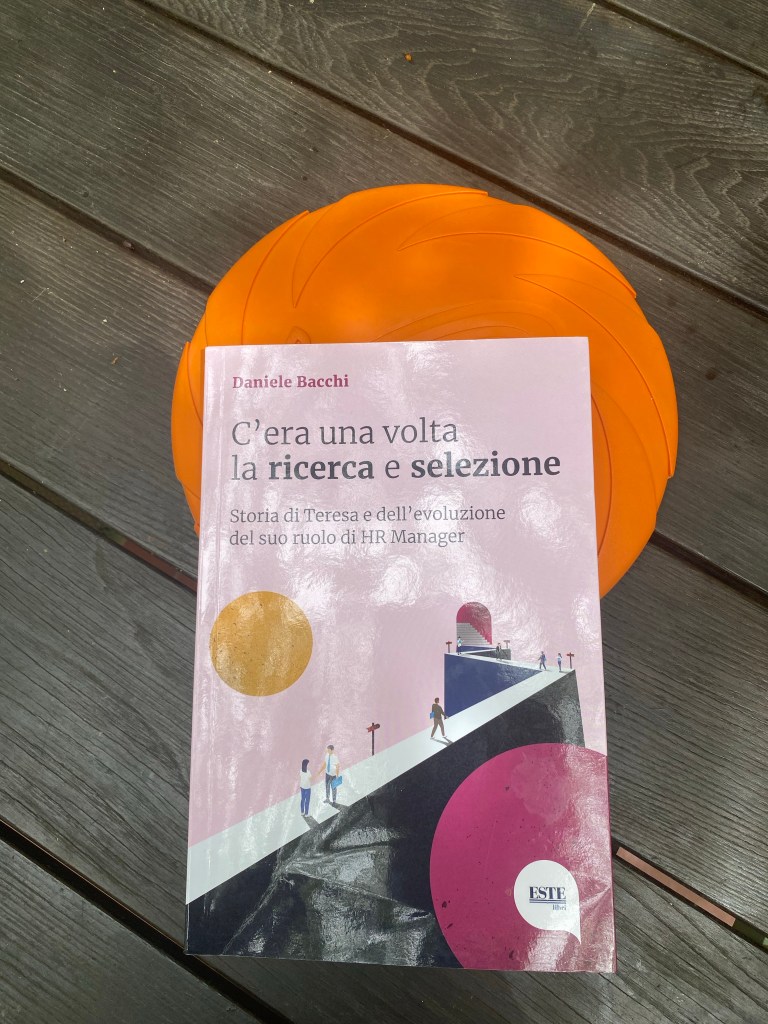 Daniele Bacchi
C'era una volta
la ricerca e selezione
Storia di Teresa e dell'evoluzione
del suo ruolo di HR Manager
ESTE
libri